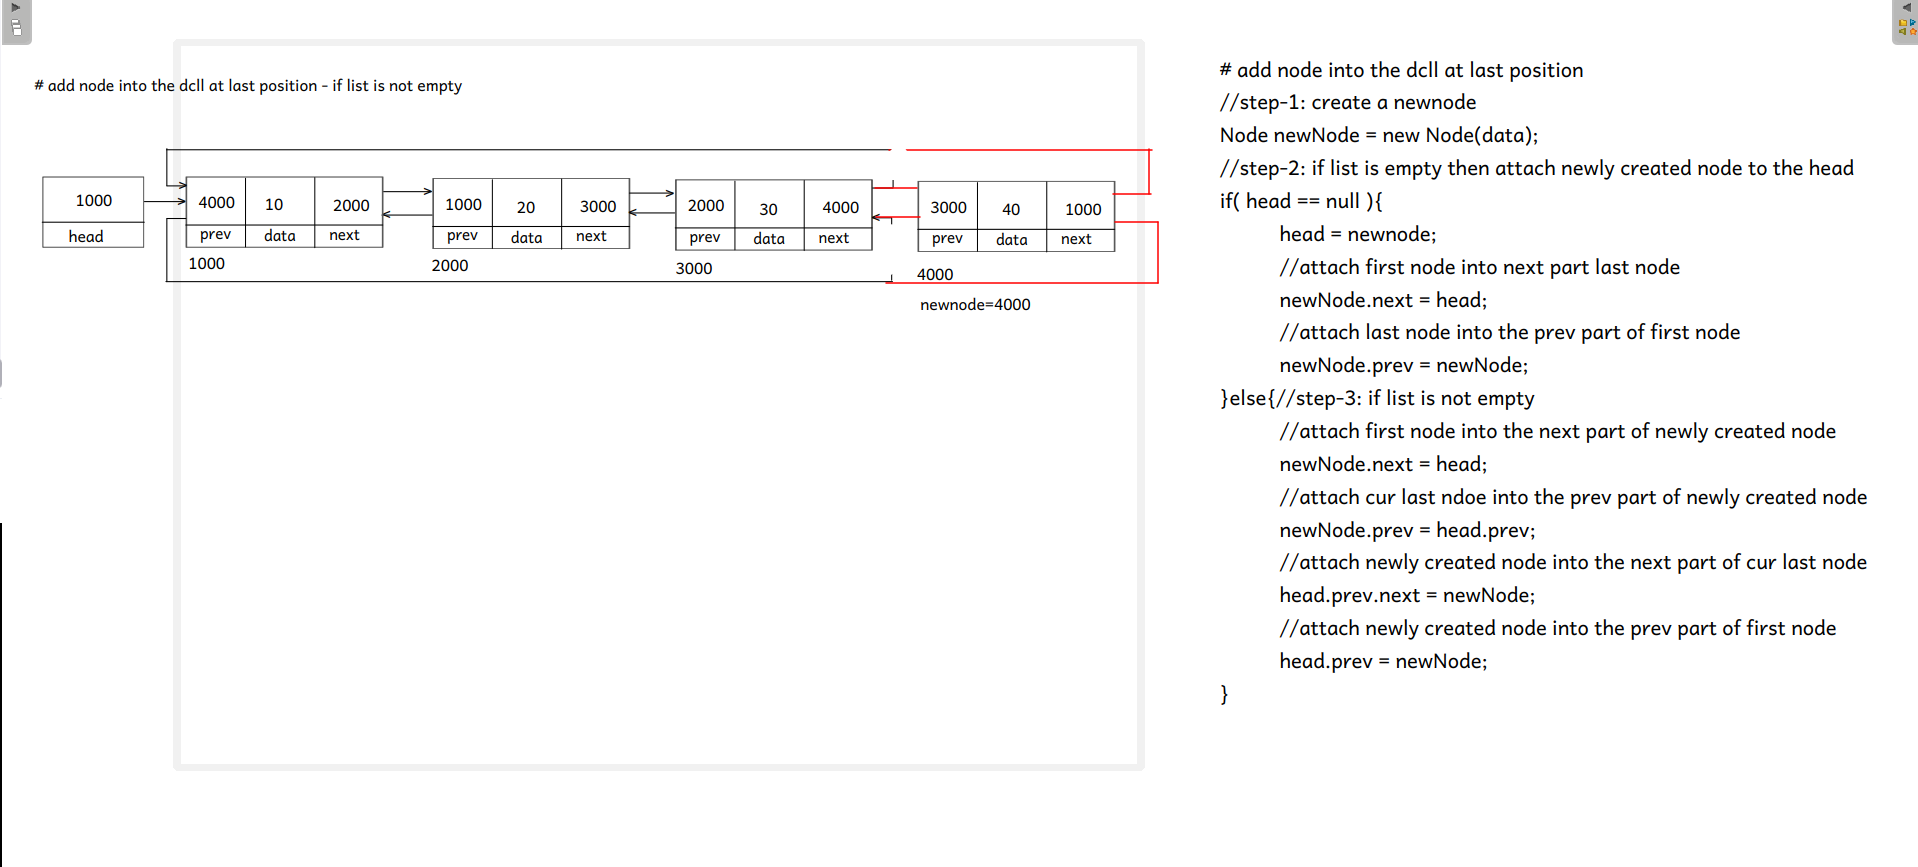 # add node into the dcll at last position - if list is not empty
1000
head
4000 10 2000
prev data next
1000
1000 20 3000
prev data next
2000
2000 30 4000
prev data next
3000
3000 40 1000
prev data next
4000
newnode=4000
# add node into the dcll at last position
//step-1: create a newnode
Node newNode = new Node(data);
//step-2: if list is empty then attach newly created node to the head
if( head == null ){
head = newnode;
//attach first node into next part last node
newNode.next = head;
//attach last node into the prev part of first node
newNode.prev = newNode;
}else{//step-3: if list is not empty
//attach first node into the next part of newly created node
newNode.next = head;
//attach cur last ndoe into the prev part of newly created node
newNode.prev = head.prev;
//attach newly created node into the next part of cur last node
head.prev.next = newNode;
//attach newly created node into the prev part of first node
head.prev = newNode;
}